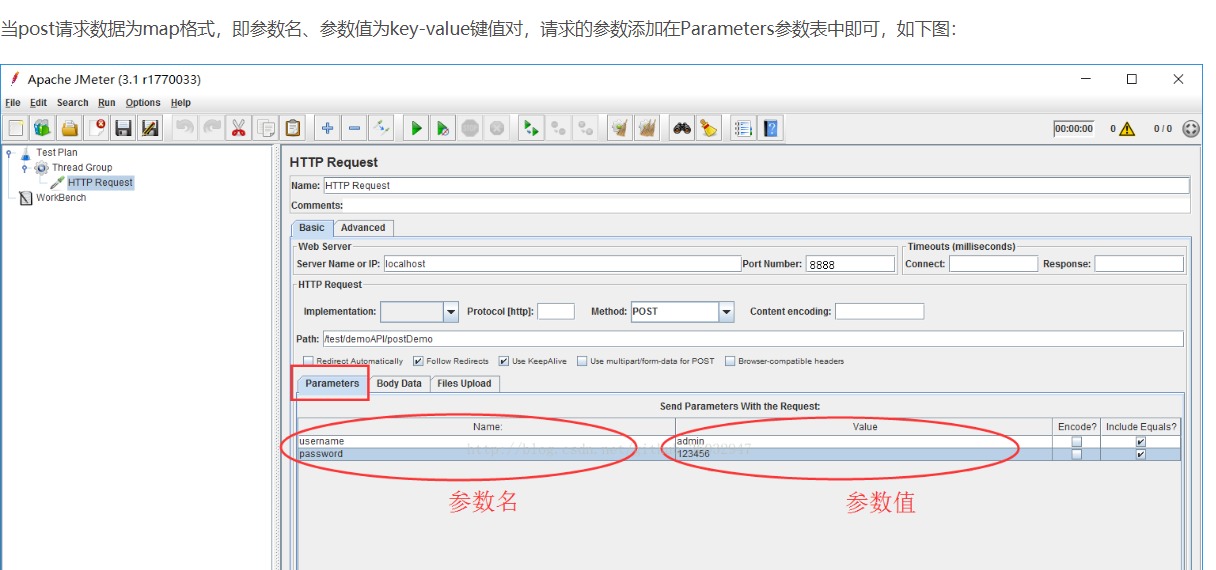 当post请求数据为map格式，即参数名、参数值为key-value键值对，请求的参数添加在Parameters参数表中即可，如下图：
Apache JMeter (3.1 r1770033)
File Edit Search Run Options Help
00:00:00 0 0 / 0
Test Plan
Thread Group
HTTP Request
WorkBench
HTTP Request
Name: HTTP Request
Comments:
Basic Advanced
Web Server
Server Name or IP: localhost Port Number: 8888
Timeouts (milliseconds)
Connect: Response:
HTTP Request
Implementation: Protocol [http]: Method: POST Content encoding:
Path: /test/demoAPI/postDemo
Redirect Automatically Follow Redirects Use KeepAlive Use multipart/form-data for POST Browser-compatible headers
Parameters Body Data Files Upload
Send Parameters With the Request:
Name: Value Encode? Include Equals?
username admin
password 123456
http://blog.csdn.net
参数名 参数值